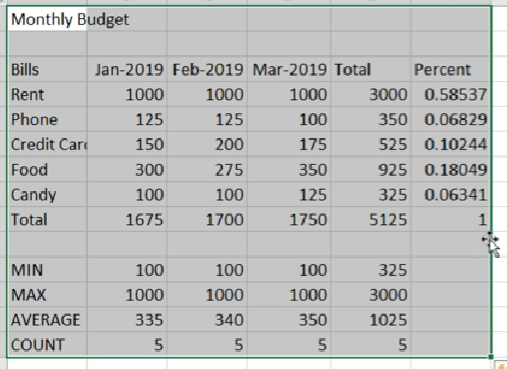 Monthly Budget
Bills Jan-2019 Feb-2019 Mar-2019 Total Percent
Rent 1000 1000 1000 3000 0.58537
Phone 125 125 100 350 0.06829
Credit Card 150 200 175 525 0.10244
Food 300 275 350 925 0.18049
Candy 100 100 125 325 0.06341
Total 1675 1700 1750 5125 1
MIN 100 100 100 325
MAX 1000 1000 1000 3000
AVERAGE 335 340 350 1025
COUNT 5 5 5 5